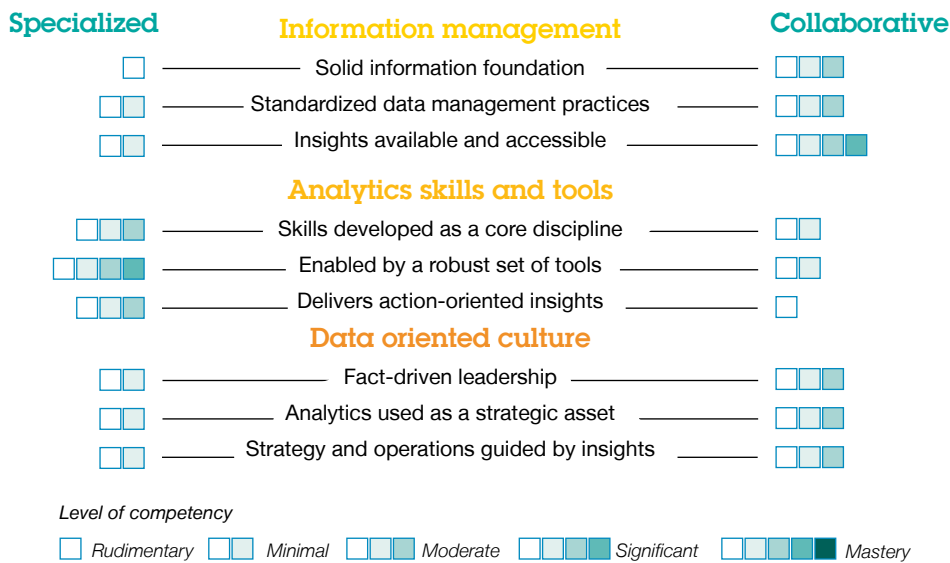 Specialized
Information management
Collaborative
Solid information foundation
Standardized data management practices
Insights available and accessible
Analytics skills and tools
Skills developed as a core discipline
Enabled by a robust set of tools
Delivers action-oriented insights
Data oriented culture
Fact-driven leadership
Analytics used as a strategic asset
Strategy and operations guided by insights
Level of competency
Rudimentary Minimal Moderate Significant Mastery